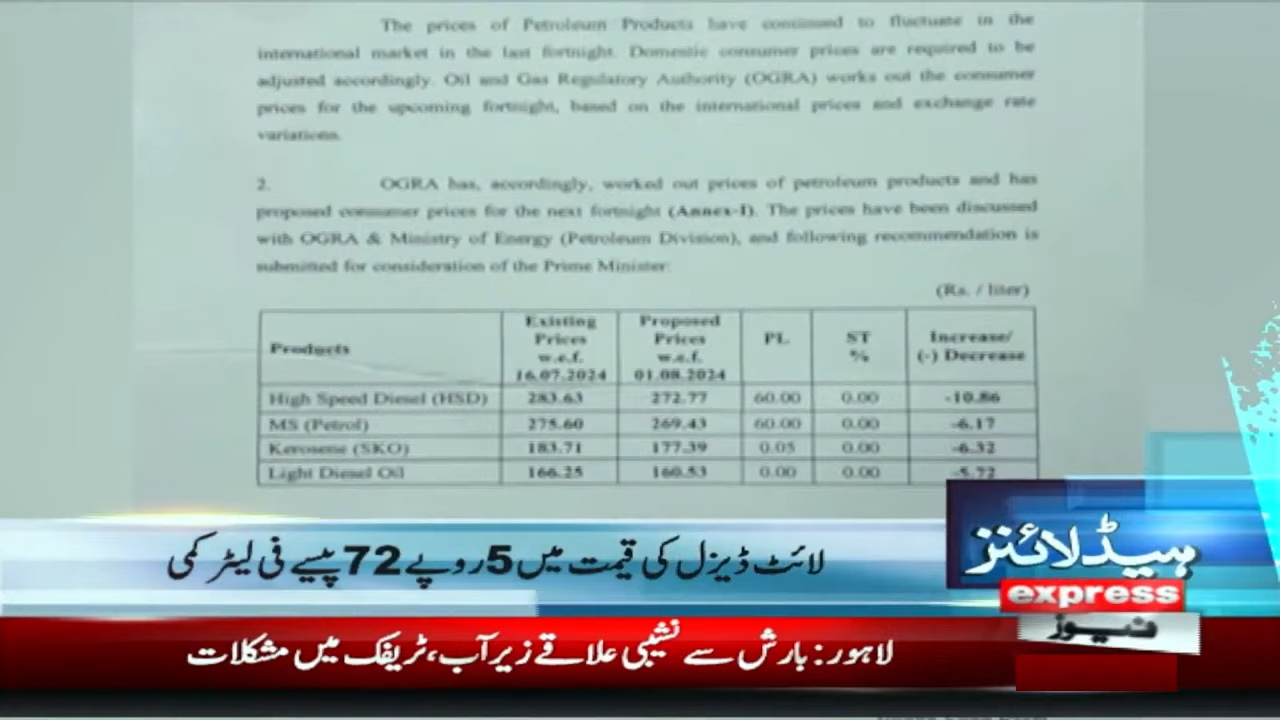 The prices of Petroleum Products have continued to fluctuate in the
international market in the last fortnight. Domestic consumer prices are required to be
adjusted accordingly. Oil and Gas Regulatory Authority (OGRA) works out the consumer
prices for the upcoming fortnight, based on the international prices and exchange rate
variations.
2. OGRA has, accordingly, worked out prices of petroleum products and has
proposed consumer prices for the next fortnight (Annex-I). The prices have been discussed
with OGRA & Ministry of Energy (Petroleum Division), and following recommendation is
submitted for consideration of the Prime Minister:
(Rs. / liter)
Products Existing Prices w.e.f. 16.07.2024 Proposed Prices w.e.f. 01.08.2024 PL ST % Increase/ (-) Decrease
High Speed Diesel (HSD) 283.63 272.77 60.00 0.00 -10.86
MS (Petrol) 275.60 269.43 60.00 0.00 -6.17
Kerosene (SKO) 183.71 177.39 0.05 0.00 -6.32
Light Diesel Oil 166.25 160.53 0.00 0.00 -5.72
لائٹ ڈیزل کی قیمت میں 5روپے 72 پیسے فی لیٹر کمی
ہیڈلائنز
express
نیوز
لاہور: بارش سے نشیبی علاقے زیر آب، ٹریفک میں مشکلات